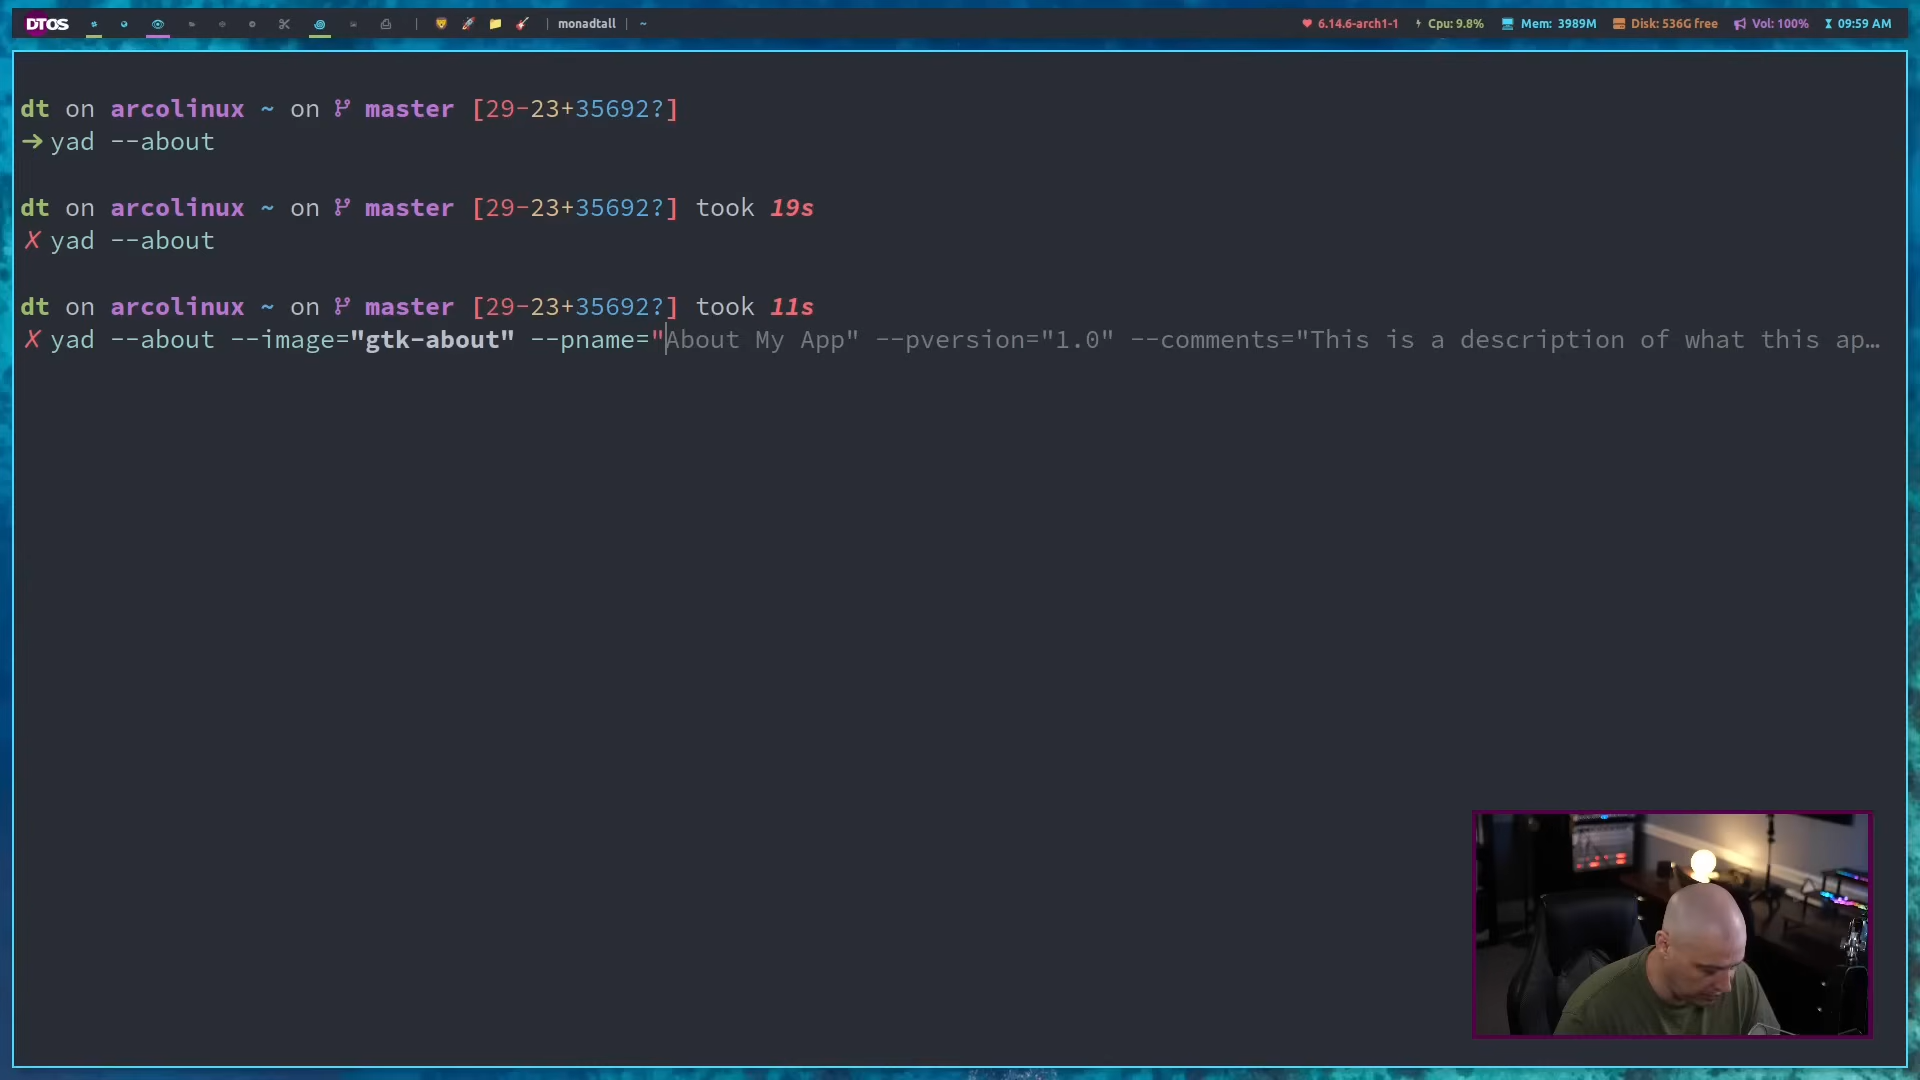 DTOS | monadtall | ~ 6.14.6-arch1-1 Cpu: 9.8% Mem: 3989M Disk: 536G free Vol: 100% 09:59 AM
dt on arcolinux ~ on master [29-23+35692?]
➜ yad --about
dt on arcolinux ~ on master [29-23+35692?] took 19s
✗ yad --about
dt on arcolinux ~ on master [29-23+35692?] took 11s
✗ yad --about --image="gtk-about" --pname="About My App" --pversion="1.0" --comments="This is a description of what this ap…